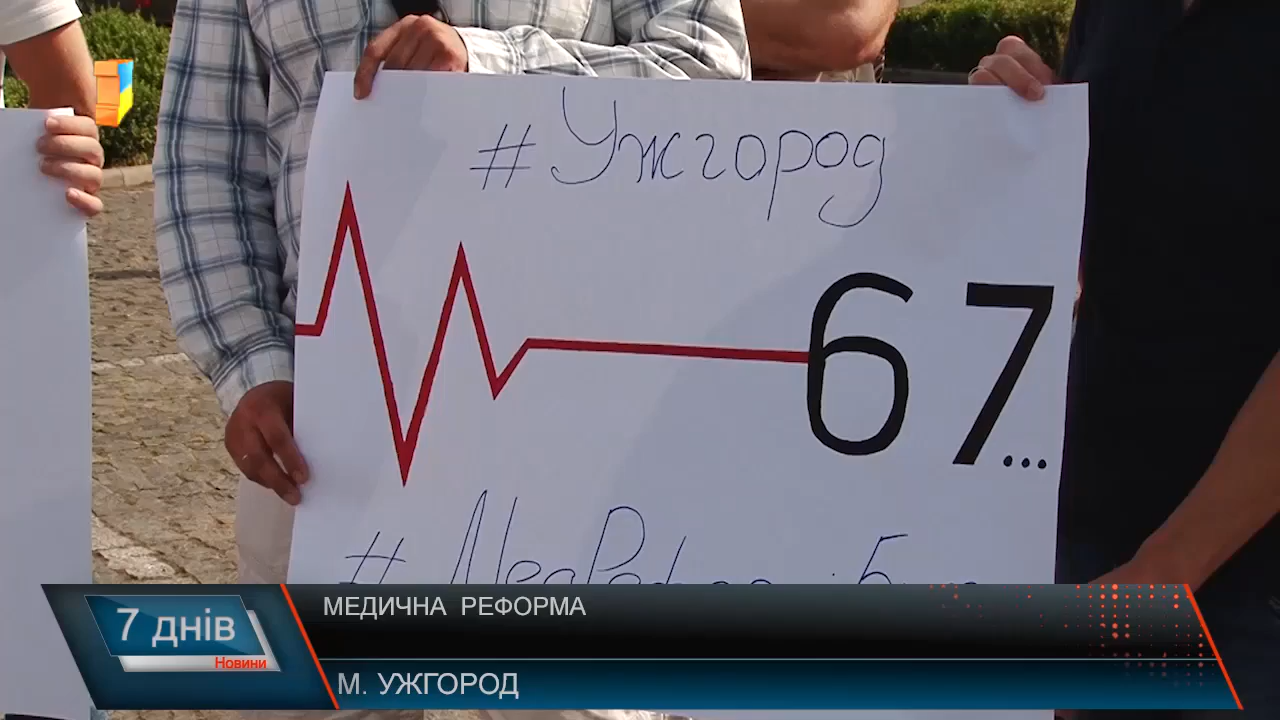 #Ужгород
67...
7 днів
Новини
МЕДИЧНА РЕФОРМА
М. УЖГОРОД